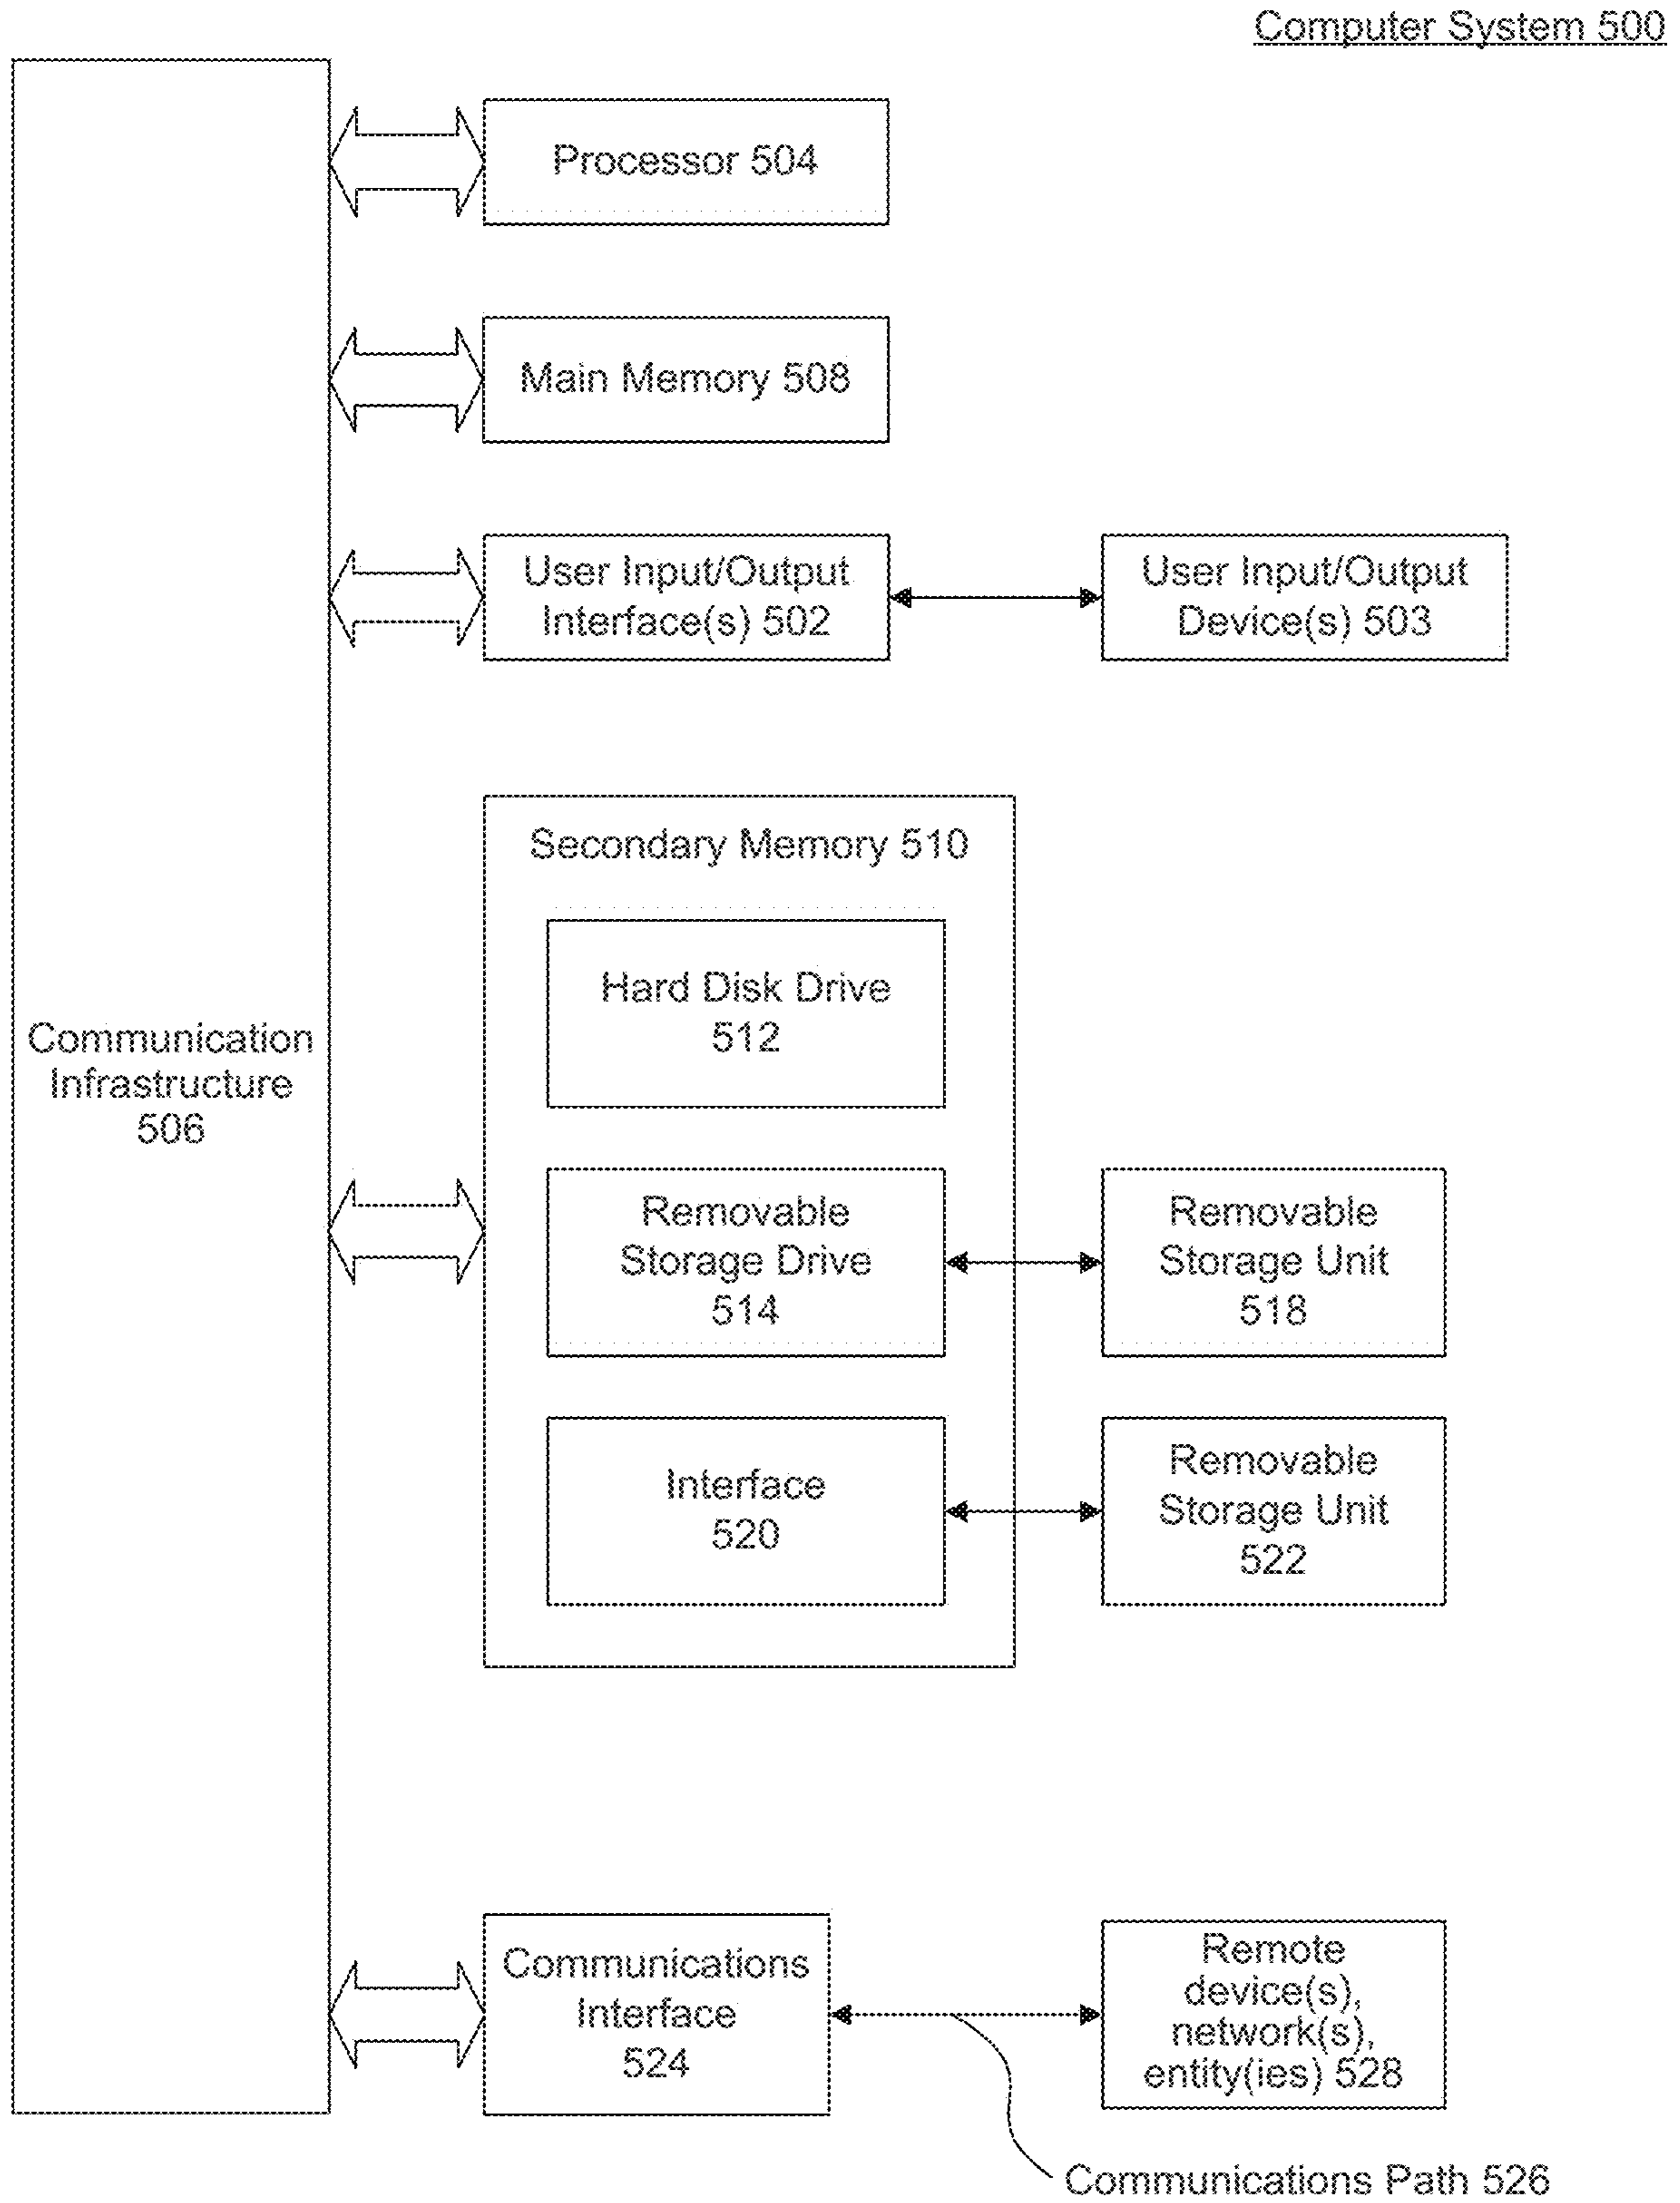 Computer System 500
Processor 504
Main Memory 508
User Input/Output
Interface(s) 502
User Input/Output
Device(s) 503
Secondary Memory 510
Hard Disk Drive
512
Communication
Infrastructure
506
Removable
Storage Drive
514
Removable
Storage Unit
518
Interface
520
Removable
Storage Unit
522
Communications
Interface
524
Remote
device(s),
network(s),
entity(ies) 528
Communications Path 526